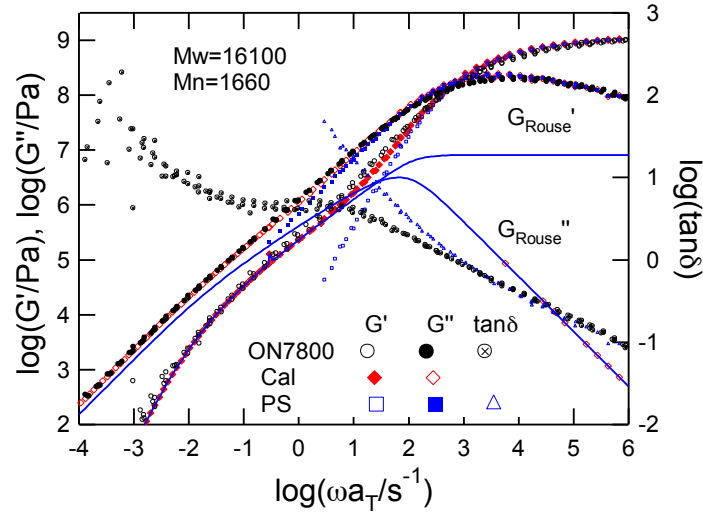 Mw=16100
Mn=1660
9
8
7
6
5
4
3
2
log(G'/Pa), log(G"/Pa)
3
2
1
0
-1
-2
log(tanδ)
G_Rouse'
G_Rouse"
G' G" tanδ
ON7800
Cal
PS
-4 -3 -2 -1 0 1 2 3 4 5 6
log(ωa_T/s⁻¹)